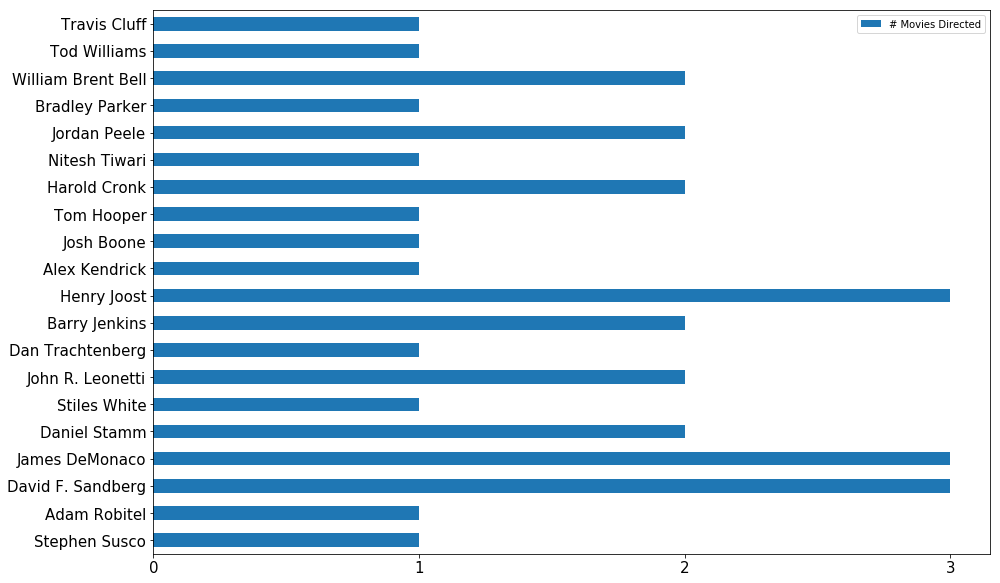 Travis Cluff
# Movies Directed
Tod Williams
William Brent Bell
Bradley Parker
Jordan Peele
Nitesh Tiwari
Harold Cronk
Tom Hooper
Josh Boone
Alex Kendrick
Henry Joost
Barry Jenkins
Dan Trachtenberg
John R. Leonetti
Stiles White
Daniel Stamm
James DeMonaco
David F. Sandberg
Adam Robitel
Stephen Susco
0 1 2 3